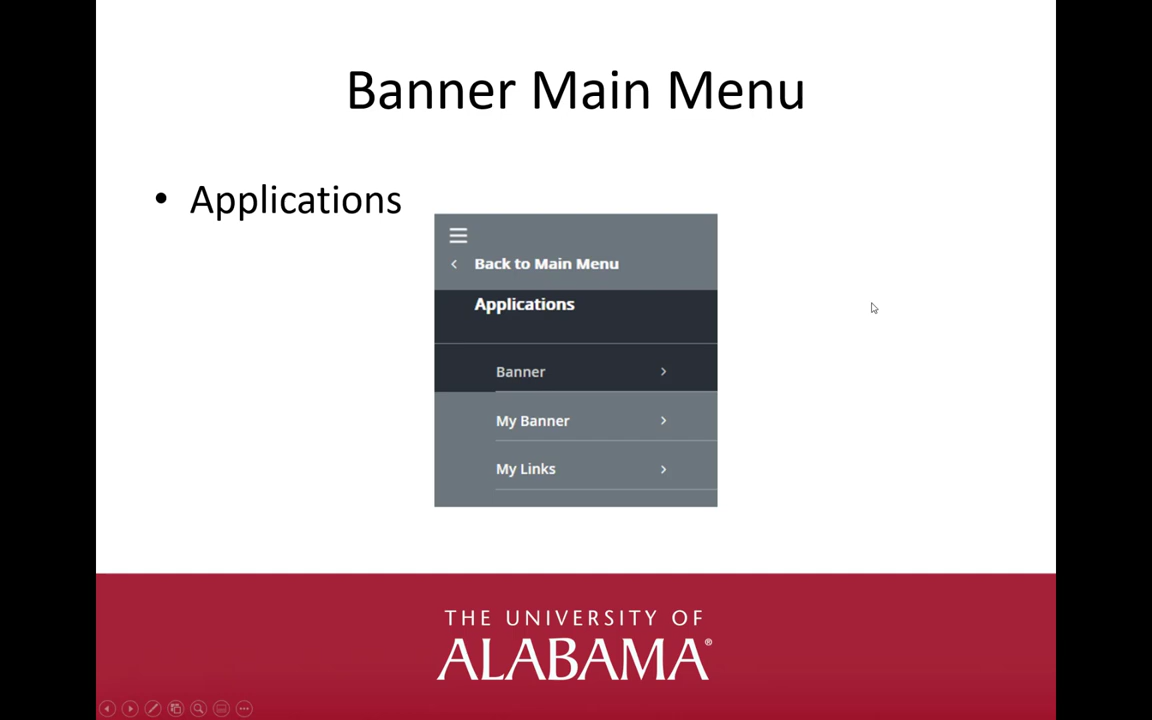 Banner Main Menu
• Applications
Back to Main Menu
Applications
Banner
My Banner
My Links
THE UNIVERSITY OF
ALABAMA®